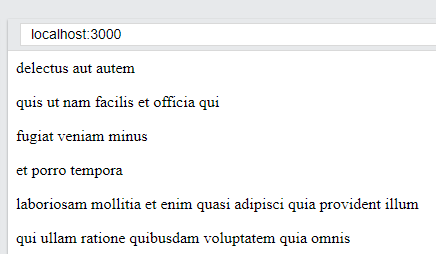 localhost:3000
delectus aut autem
quis ut nam facilis et officia qui
fugiat veniam minus
et porro tempora
laboriosam mollitia et enim quasi adipisci quia provident illum
qui ullam ratione quibusdam voluptatem quia omnis